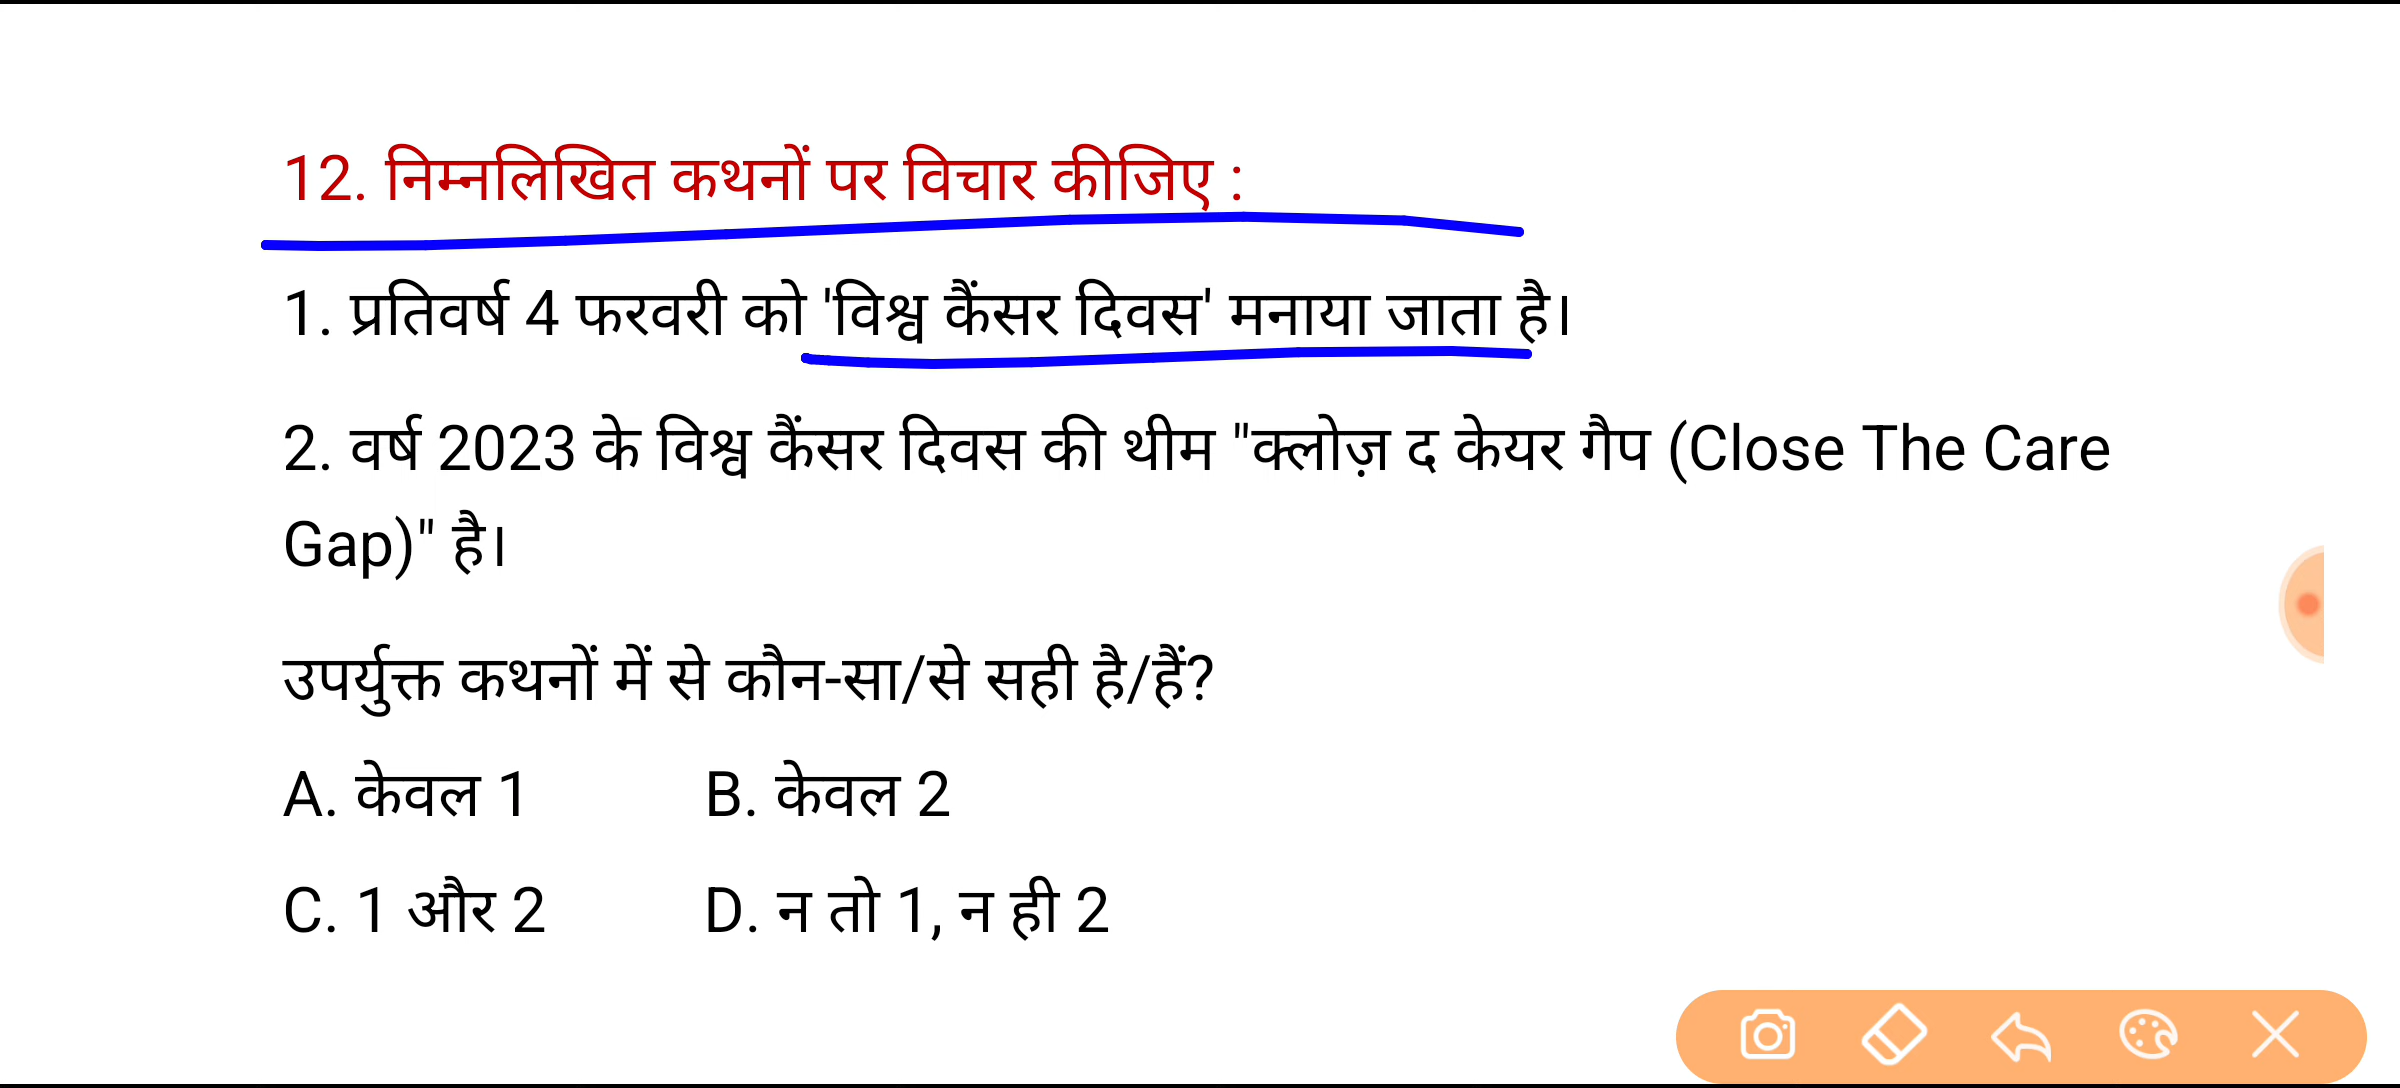 12. निम्नलिखित कथनों पर विचार कीजिए :
1. प्रतिवर्ष 4 फरवरी को 'विश्व कैंसर दिवस' मनाया जाता है।
2. वर्ष 2023 के विश्व कैंसर दिवस की थीम "क्लोज़ द केयर गैप (Close The Care
Gap)" है।
उपर्युक्त कथनों में से कौन-सा/से सही है/हैं?
A. केवल 1 B. केवल 2
C. 1 और 2 D. न तो 1, न ही 2